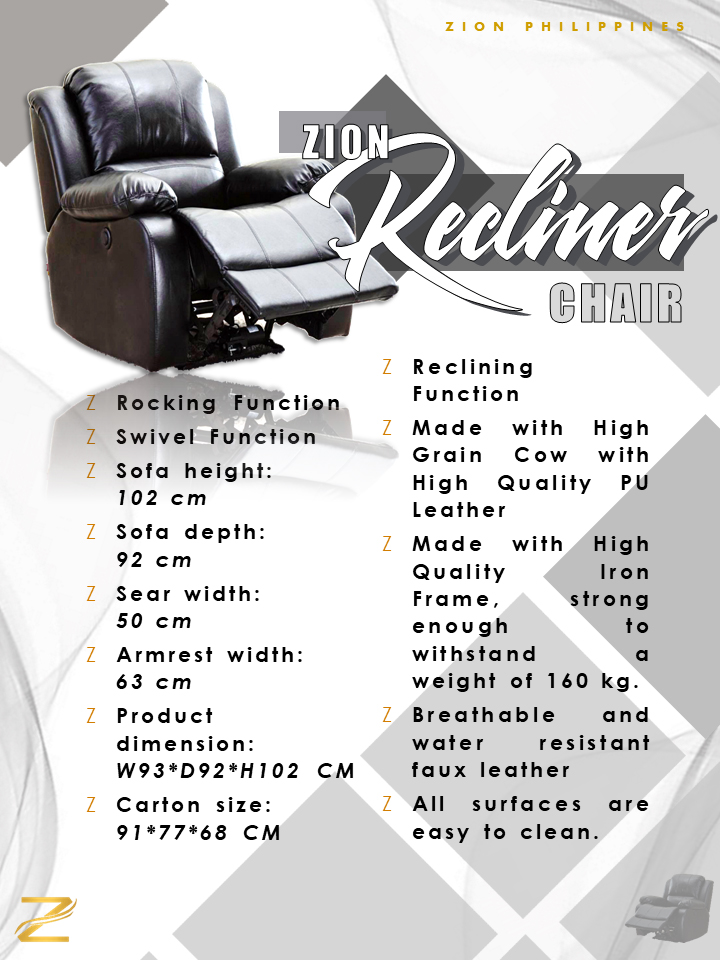 ZION PHILIPPINES
ZION
Recliner
CHAIR
Z Rocking Function
Z Swivel Function
Z Sofa height:
102 cm
Z Sofa depth:
92 cm
Z Sear width:
50 cm
Z Armrest width:
63 cm
Z Product
dimension:
W93*D92*H102 CM
Z Carton size:
91*77*68 CM
Z Reclining
Function
Z Made with High
Grain Cow with
High Quality PU
Leather
Z Made with High
Quality Iron
Frame, strong
enough to
withstand a
weight of 160 kg.
Z Breathable and
water resistant
faux leather
Z All surfaces are
easy to clean.
Z